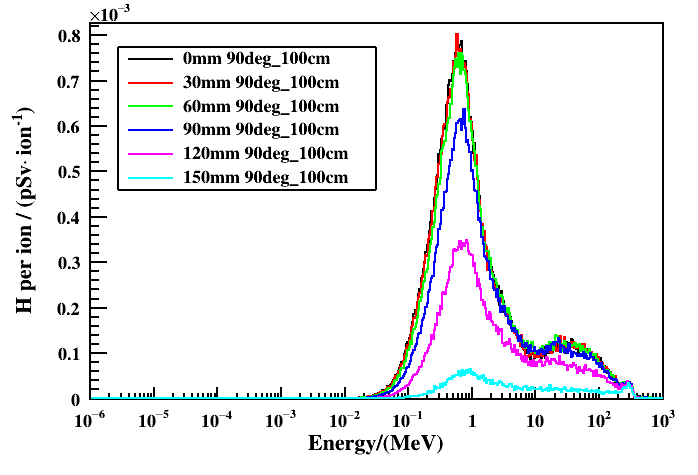 ×10⁻³
0.8
0.7
0.6
0.5
0.4
0.3
0.2
0.1
0
H per ion / (pSv· ion⁻¹)
0mm 90deg_100cm
30mm 90deg_100cm
60mm 90deg_100cm
90mm 90deg_100cm
120mm 90deg_100cm
150mm 90deg_100cm
10⁻⁶ 10⁻⁵ 10⁻⁴ 10⁻³ 10⁻² 10⁻¹ 1 10 10² 10³
Energy/(MeV)